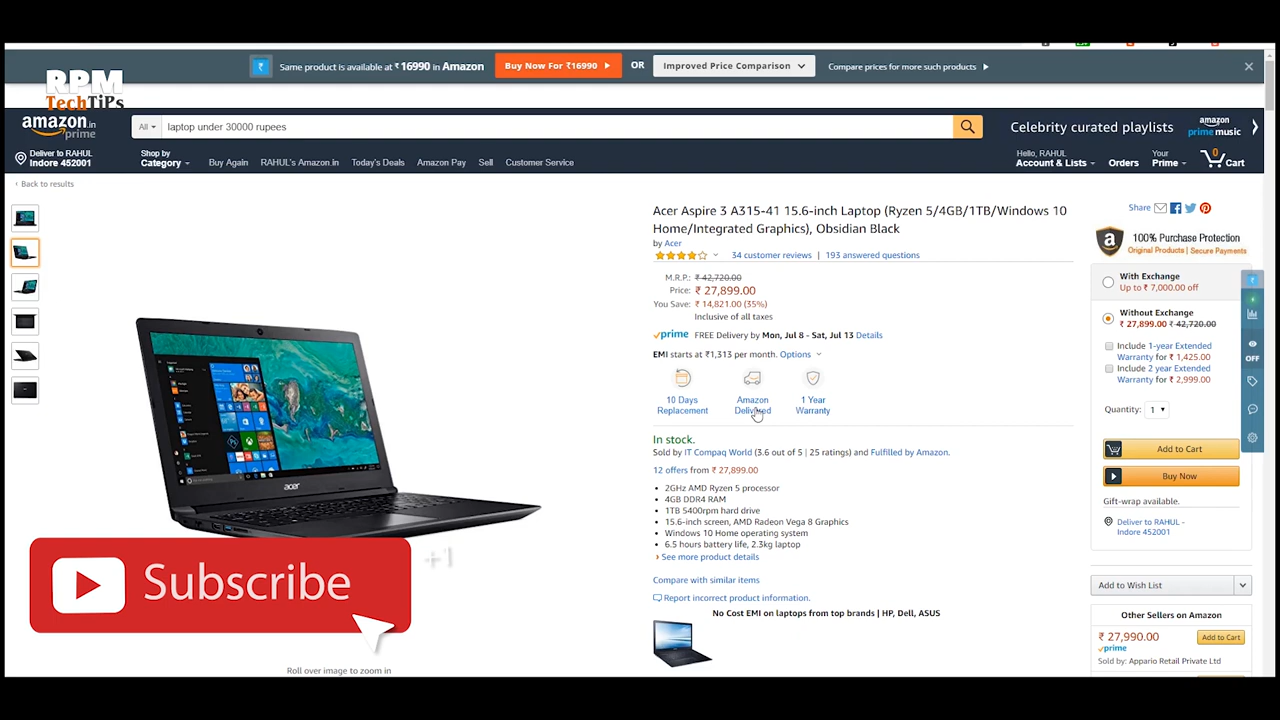 Same product is available at ₹ 16990 in Amazon
Buy Now For ₹16990
OR
Improved Price Comparison
Compare prices for more such products
RPM
TechTiPs
amazon.in
prime
All
laptop under 30000 rupees
Celebrity curated playlists
amazon
prime music
Deliver to RAHUL
Indore 452001
Shop by
Category
Buy Again
RAHUL's Amazon.in
Today's Deals
Amazon Pay
Sell
Customer Service
Hello, RAHUL
Account & Lists
Orders
Your
Prime
0
Cart
‹ Back to results
Acer Aspire 3 A315-41 15.6-inch Laptop (Ryzen 5/4GB/1TB/Windows 10
Home/Integrated Graphics), Obsidian Black
by Acer
34 customer reviews | 193 answered questions
M.R.P.: ₹ 42,720.00
Price: ₹ 27,899.00
You Save: ₹ 14,821.00 (35%)
Inclusive of all taxes
prime FREE Delivery by Mon, Jul 8 - Sat, Jul 13 Details
EMI starts at ₹1,313 per month. Options
10 Days
Replacement
Amazon
Delivered
1 Year
Warranty
In stock.
Sold by IT Compaq World (3.6 out of 5 | 25 ratings) and Fulfilled by Amazon.
12 offers from ₹ 27,899.00
• 2GHz AMD Ryzen 5 processor
• 4GB DDR4 RAM
• 1TB 5400rpm hard drive
• 15.6-inch screen, AMD Radeon Vega 8 Graphics
• Windows 10 Home operating system
• 6.5 hours battery life, 2.3kg laptop
› See more product details
Compare with similar items
Report incorrect product information.
No Cost EMI on laptops from top brands | HP, Dell, ASUS
acer
+1
Subscribe
Roll over image to zoom in
Share
100% Purchase Protection
Original Products | Secure Payments
With Exchange
Up to ₹ 7,000.00 off
Without Exchange
₹ 27,899.00 ₹ 42,720.00
Include 1-year Extended
Warranty for ₹ 1,425.00
Include 2 year Extended
Warranty for ₹ 2,999.00
Quantity: 1
Add to Cart
Buy Now
Gift-wrap available.
Deliver to RAHUL -
Indore 452001
Add to Wish List
Other Sellers on Amazon
₹ 27,990.00
Add to Cart
prime
Sold by: Appario Retail Private Ltd
OFF